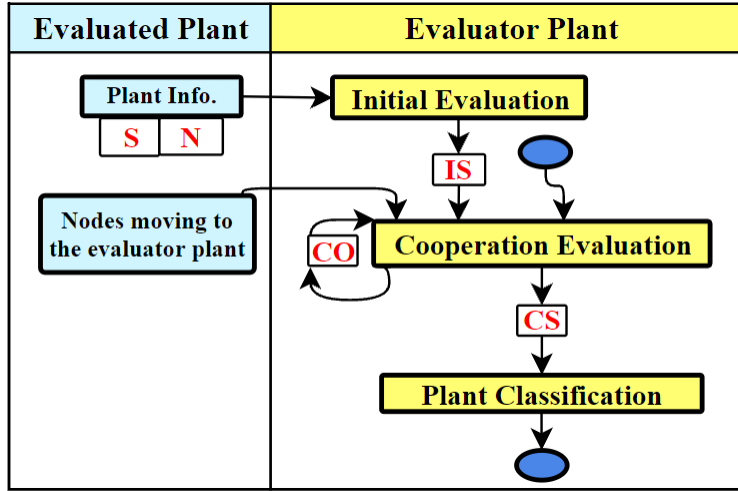 Evaluated Plant
Evaluator Plant
Plant Info.
Initial Evaluation
S
N
IS
Nodes moving to
the evaluator plant
CO
Cooperation Evaluation
CS
Plant Classification